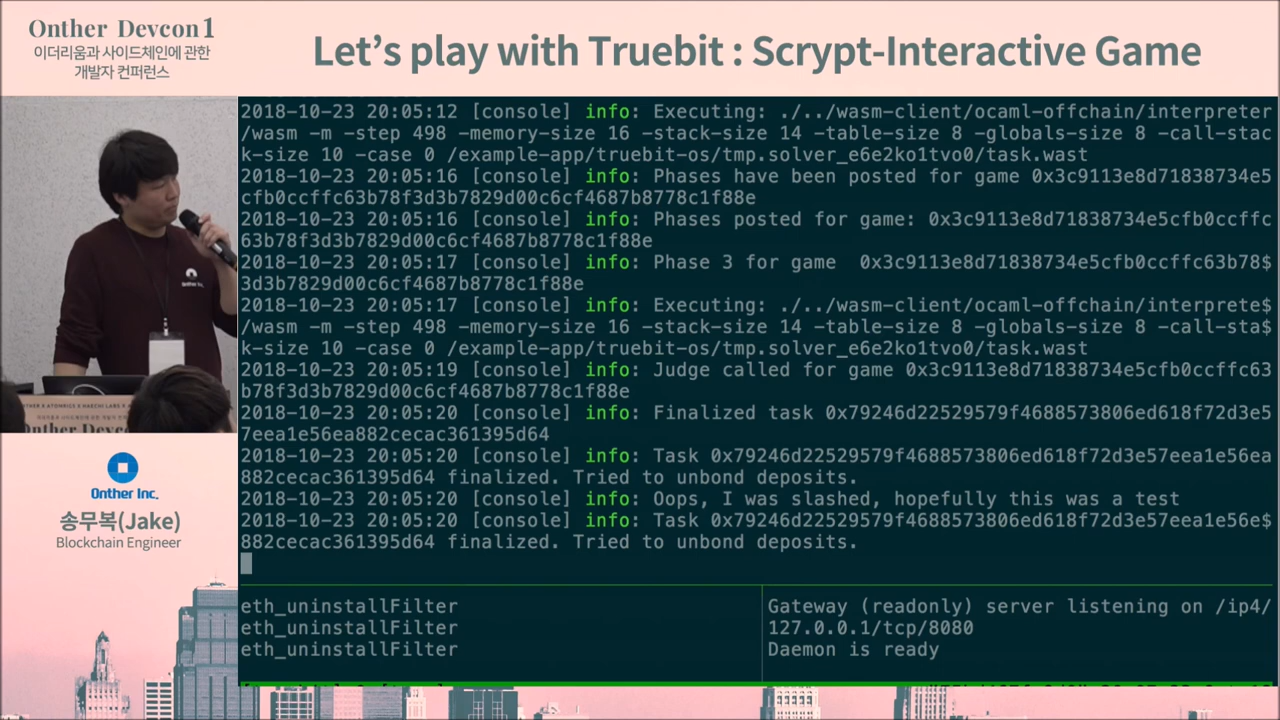 Onther Devcon1
이더리움과 사이드체인에 관한
개발자 컨퍼런스
Let’s play with Truebit : Scrypt-Interactive Game
2018-10-23 20:05:12 [console] info: Executing: ./../wasm-client/ocaml-offchain/interpreter
/wasm -m -step 498 -memory-size 16 -stack-size 14 -table-size 8 -globals-size 8 -call-stac
k-size 10 -case 0 /example-app/truebit-os/tmp.solver_e6e2ko1tvo0/task.wast
2018-10-23 20:05:16 [console] info: Phases have been posted for game 0x3c9113e8d71838734e5
cfb0ccffc63b78f3d3b7829d00c6cf4687b8778c1f88e
2018-10-23 20:05:16 [console] info: Phases posted for game: 0x3c9113e8d71838734e5cfb0ccffc
63b78f3d3b7829d00c6cf4687b8778c1f88e
2018-10-23 20:05:17 [console] info: Phase 3 for game  0x3c9113e8d71838734e5cfb0ccffc63b78$
3d3b7829d00c6cf4687b8778c1f88e
2018-10-23 20:05:17 [console] info: Executing: ./../wasm-client/ocaml-offchain/interprete$
/wasm -m -step 498 -memory-size 16 -stack-size 14 -table-size 8 -globals-size 8 -call-sta$
k-size 10 -case 0 /example-app/truebit-os/tmp.solver_e6e2ko1tvo0/task.wast
2018-10-23 20:05:19 [console] info: Judge called for game 0x3c9113e8d71838734e5cfb0ccffc63
b78f3d3b7829d00c6cf4687b8778c1f88e
2018-10-23 20:05:20 [console] info: Finalized task 0x79246d22529579f4688573806ed618f72d3e5
7eea1e56ea882cecac361395d64
2018-10-23 20:05:20 [console] info: Task 0x79246d22529579f4688573806ed618f72d3e57eea1e56ea
882cecac361395d64 finalized. Tried to unbond deposits.
2018-10-23 20:05:20 [console] info: Oops, I was slashed, hopefully this was a test
2018-10-23 20:05:20 [console] info: Task 0x79246d22529579f4688573806ed618f72d3e57eea1e56e$
882cecac361395d64 finalized. Tried to unbond deposits.
eth_uninstallFilter
eth_uninstallFilter
eth_uninstallFilter
Gateway (readonly) server listening on /ip4/
127.0.0.1/tcp/8080
Daemon is ready
Onther Inc.
Onther Inc.
송무복(Jake)
Blockchain Engineer